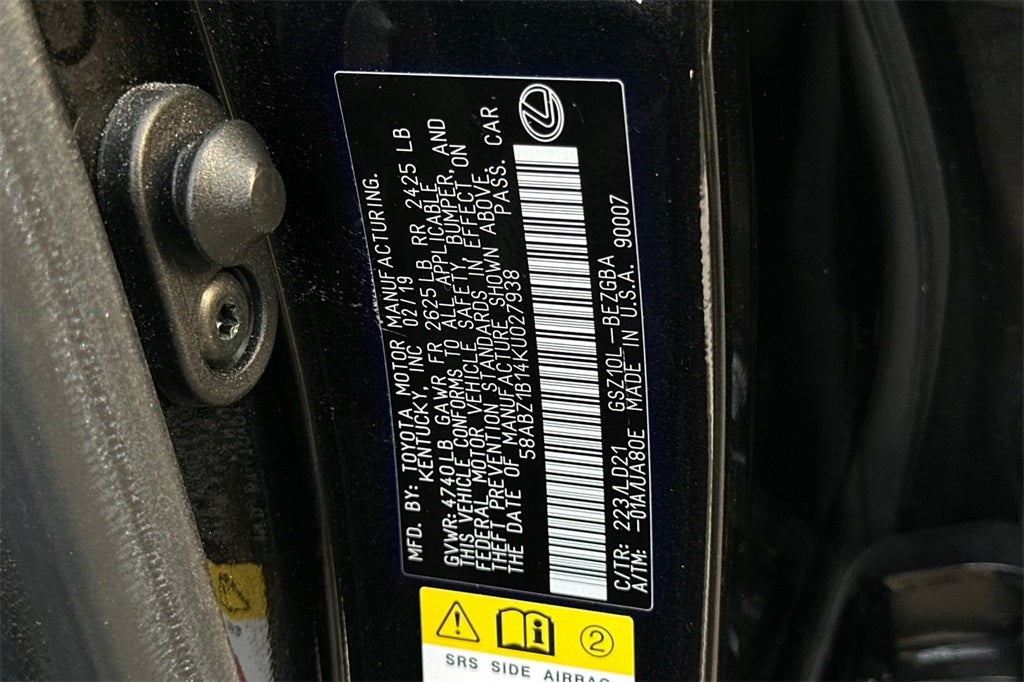 MFD. BY: TOYOTA MOTOR MANUFACTURING.
KENTUCKY, INC 02/19
GVWR: 4740LB GAWR FR 2625LB RR 2425 LB
THIS VEHICLE CONFORMS TO ALL APPLICABLE
FEDERAL MOTOR VEHICLE SAFETY, BUMPER, AND
THEFT PREVENTION STANDARDS IN EFFECT ON
THE DATE OF MANUFACTURE SHOWN ABOVE.
58ABZ1B14KU027938 PASS. CAR
C/TR: 223/LD21 GSZ10L-BEZGBA
A/TM: -01A/UA80E MADE IN U.S.A. 90007
2
SRS SIDE AIRBAG